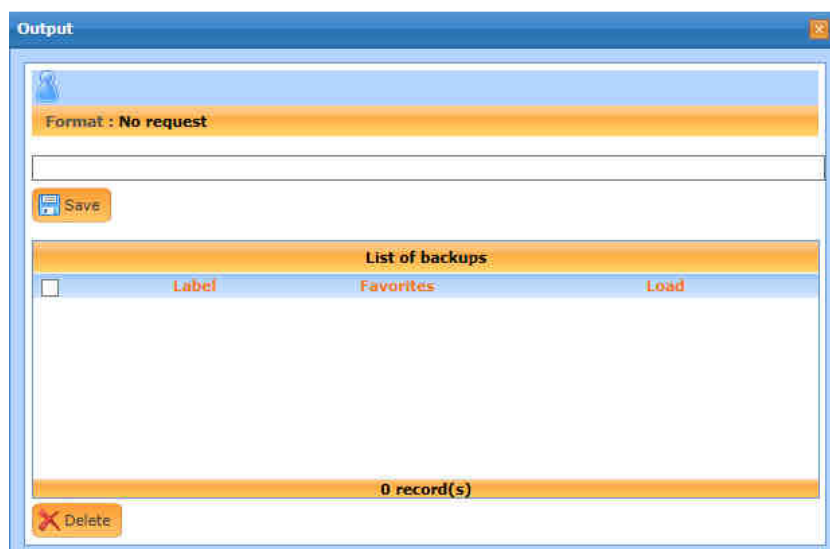 Output
Format : No request
Save
List of backups
Label Favorites Load
0 record(s)
Delete